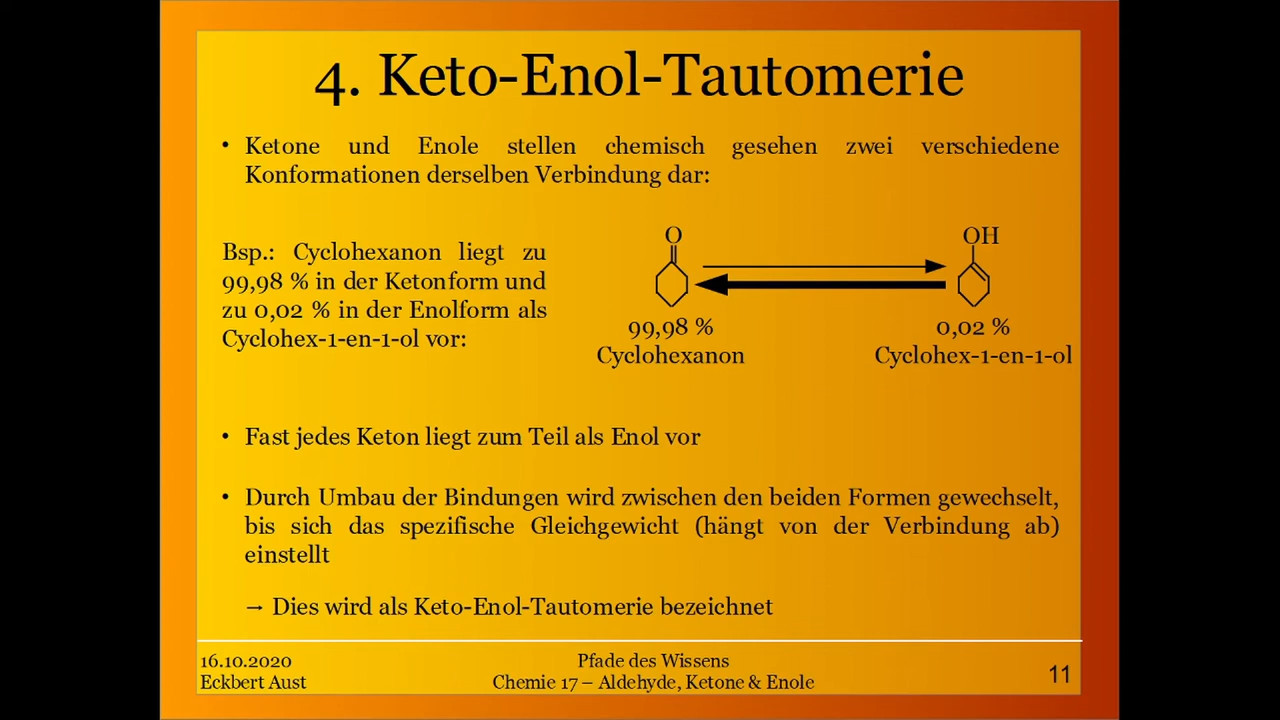 4. Keto-Enol-Tautomerie
• Ketone und Enole stellen chemisch gesehen zwei verschiedene
Konformationen derselben Verbindung dar:
Bsp.: Cyclohexanon liegt zu
99,98 % in der Ketonform und
zu 0,02 % in der Enolform als
Cyclohex-1-en-1-ol vor:
O
OH
99,98 %
0,02 %
Cyclohexanon
Cyclohex-1-en-1-ol
• Fast jedes Keton liegt zum Teil als Enol vor
• Durch Umbau der Bindungen wird zwischen den beiden Formen gewechselt,
bis sich das spezifische Gleichgewicht (hängt von der Verbindung ab)
einstellt
→ Dies wird als Keto-Enol-Tautomerie bezeichnet
16.10.2020
Eckbert Aust
Pfade des Wissens
Chemie 17 – Aldehyde, Ketone & Enole
11